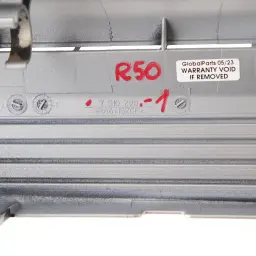 R50
GlobalParts 05/23
WARRANTY VOID
IF REMOVED
-1